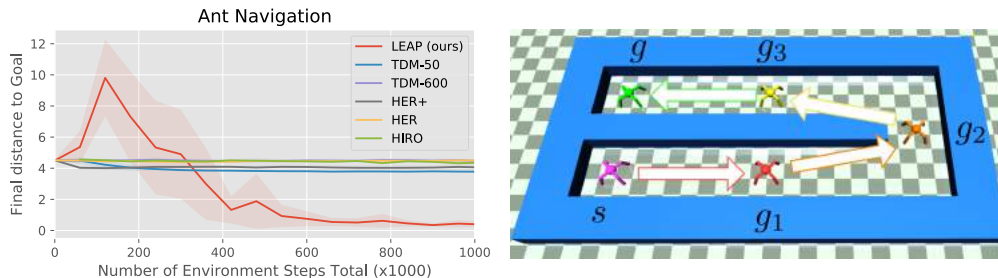 Ant Navigation
Final distance to Goal
12
10
8
6
4
2
0
LEAP (ours)
TDM-50
TDM-600
HER+
HER
HIRO
0 200 400 600 800 1000
Number of Environment Steps Total (x1000)
g g3
g2
s g1